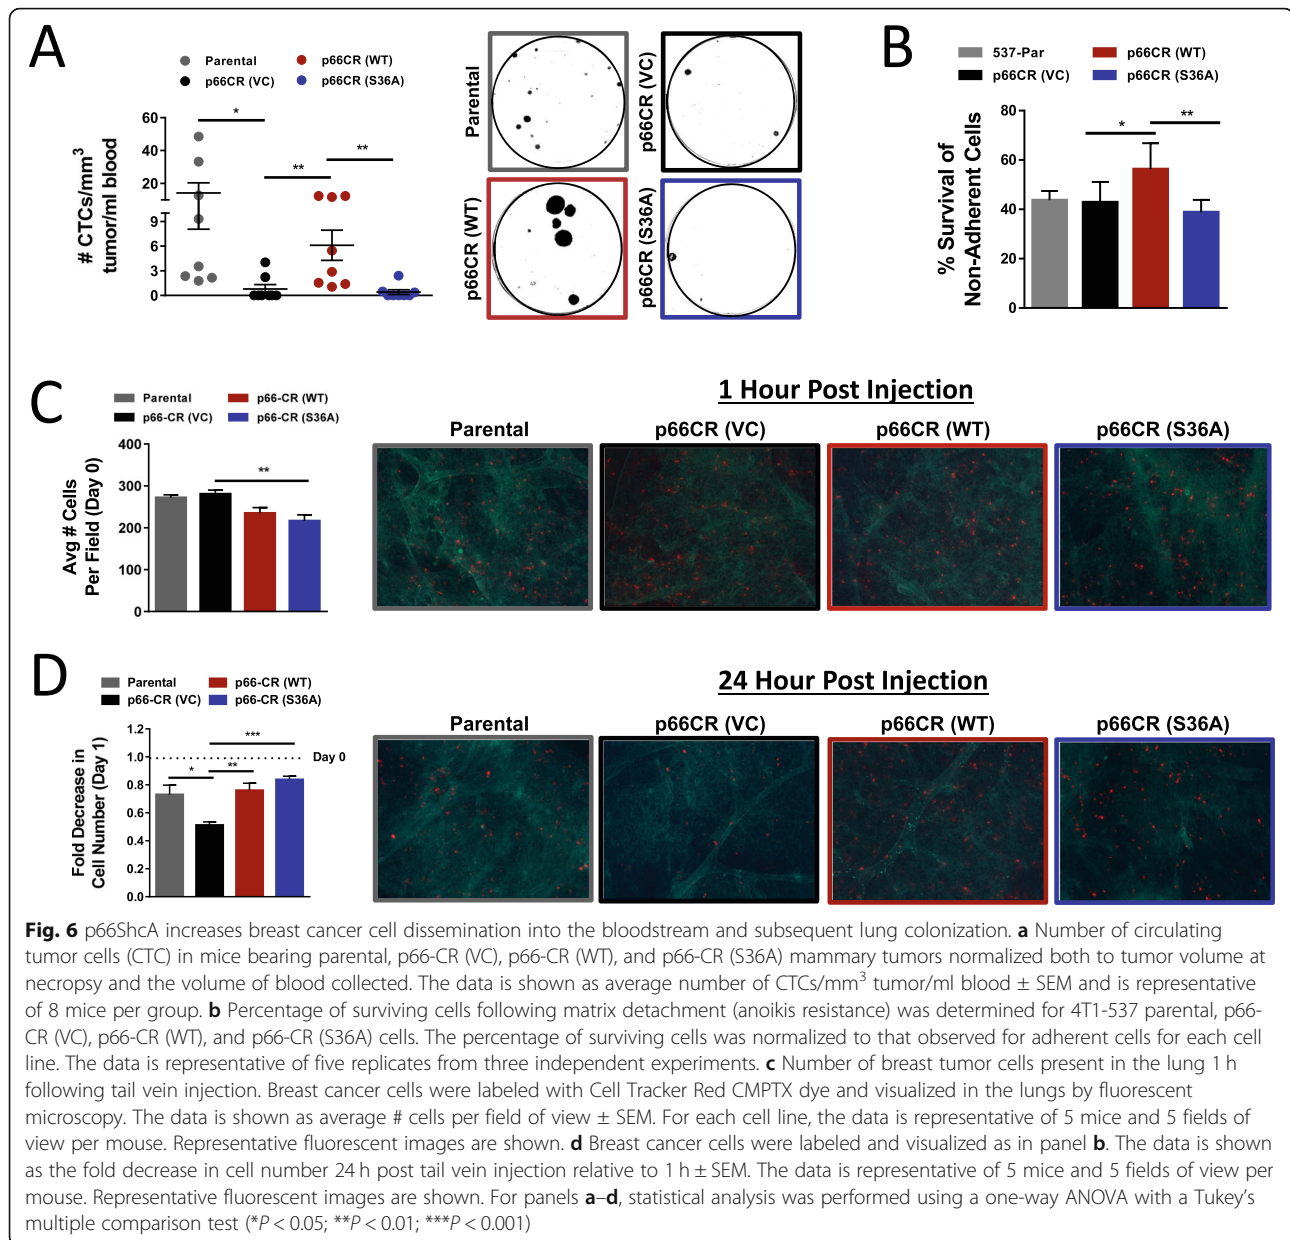 A
Parental
p66CR (WT)
p66CR (VC)
p66CR (S36A)
# CTCs/mm³
tumor/ml blood
60
40
20
9
6
3
0
*
**
**
Parental
p66CR (VC)
p66CR (WT)
p66CR (S36A)
B
537-Par
p66CR (WT)
p66CR (VC)
p66CR (S36A)
% Survival of
Non-Adherent Cells
80
60
40
20
0
*
**
C
Parental
p66-CR (WT)
p66-CR (VC)
p66-CR (S36A)
Avg # Cells
Per Field (Day 0)
400
300
200
100
0
**
1 Hour Post Injection
Parental
p66CR (VC)
p66CR (WT)
p66CR (S36A)
D
Parental
p66-CR (WT)
p66-CR (VC)
p66-CR (S36A)
Fold Decrease in
Cell Number (Day 1)
1.2
1.0
0.8
0.6
0.4
0.2
0.0
***
*
**
Day 0
24 Hour Post Injection
Parental
p66CR (VC)
p66CR (WT)
p66CR (S36A)
Fig. 6 p66ShcA increases breast cancer cell dissemination into the bloodstream and subsequent lung colonization. a Number of circulating
tumor cells (CTC) in mice bearing parental, p66-CR (VC), p66-CR (WT), and p66-CR (S36A) mammary tumors normalized both to tumor volume at
necropsy and the volume of blood collected. The data is shown as average number of CTCs/mm³ tumor/ml blood ± SEM and is representative
of 8 mice per group. b Percentage of surviving cells following matrix detachment (anoikis resistance) was determined for 4T1-537 parental, p66-
CR (VC), p66-CR (WT), and p66-CR (S36A) cells. The percentage of surviving cells was normalized to that observed for adherent cells for each cell
line. The data is representative of five replicates from three independent experiments. c Number of breast tumor cells present in the lung 1 h
following tail vein injection. Breast cancer cells were labeled with Cell Tracker Red CMPTX dye and visualized in the lungs by fluorescent
microscopy. The data is shown as average # cells per field of view ± SEM. For each cell line, the data is representative of 5 mice and 5 fields of
view per mouse. Representative fluorescent images are shown. d Breast cancer cells were labeled and visualized as in panel b. The data is shown
as the fold decrease in cell number 24 h post tail vein injection relative to 1 h ± SEM. The data is representative of 5 mice and 5 fields of view per
mouse. Representative fluorescent images are shown. For panels a–d, statistical analysis was performed using a one-way ANOVA with a Tukey's
multiple comparison test (*P < 0.05; **P < 0.01; ***P < 0.001)